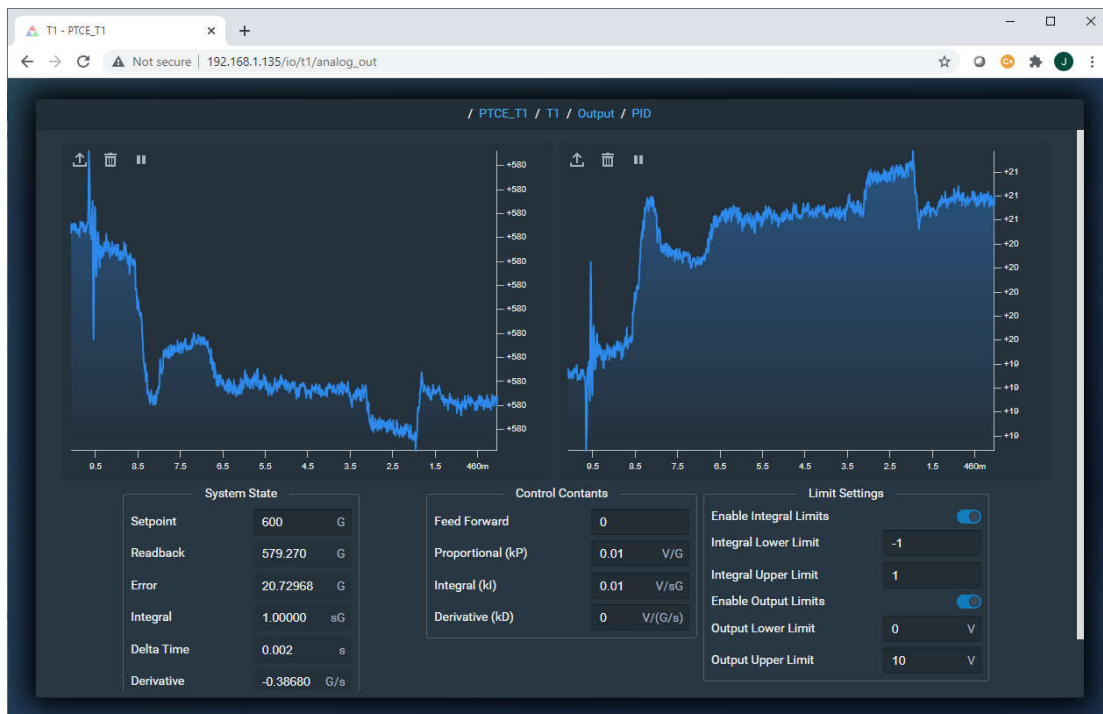 T1 - PTCE_T1
Not secure | 192.168.1.135/io/t1/analog_out
J
/ PTCE_T1 / T1 / Output / PID
+580
+580
+580
+580
+580
+580
+580
+580
+580
+580
+580
+580
9.5 8.5 7.5 6.5 5.5 4.5 3.5 2.5 1.5 460m
+21
+21
+21
+20
+20
+20
+20
+20
+19
+19
+19
+19
9.5 8.5 7.5 6.5 5.5 4.5 3.5 2.5 1.5 460m
System State
Setpoint 600 G
Readback 579.270 G
Error 20.72968 G
Integral 1.00000 sG
Delta Time 0.002 s
Derivative -0.38680 G/s
Control Contants
Feed Forward 0
Proportional (kP) 0.01 V/G
Integral (kI) 0.01 V/sG
Derivative (kD) 0 V/(G/s)
Limit Settings
Enable Integral Limits
Integral Lower Limit -1
Integral Upper Limit 1
Enable Output Limits
Output Lower Limit 0 V
Output Upper Limit 10 V